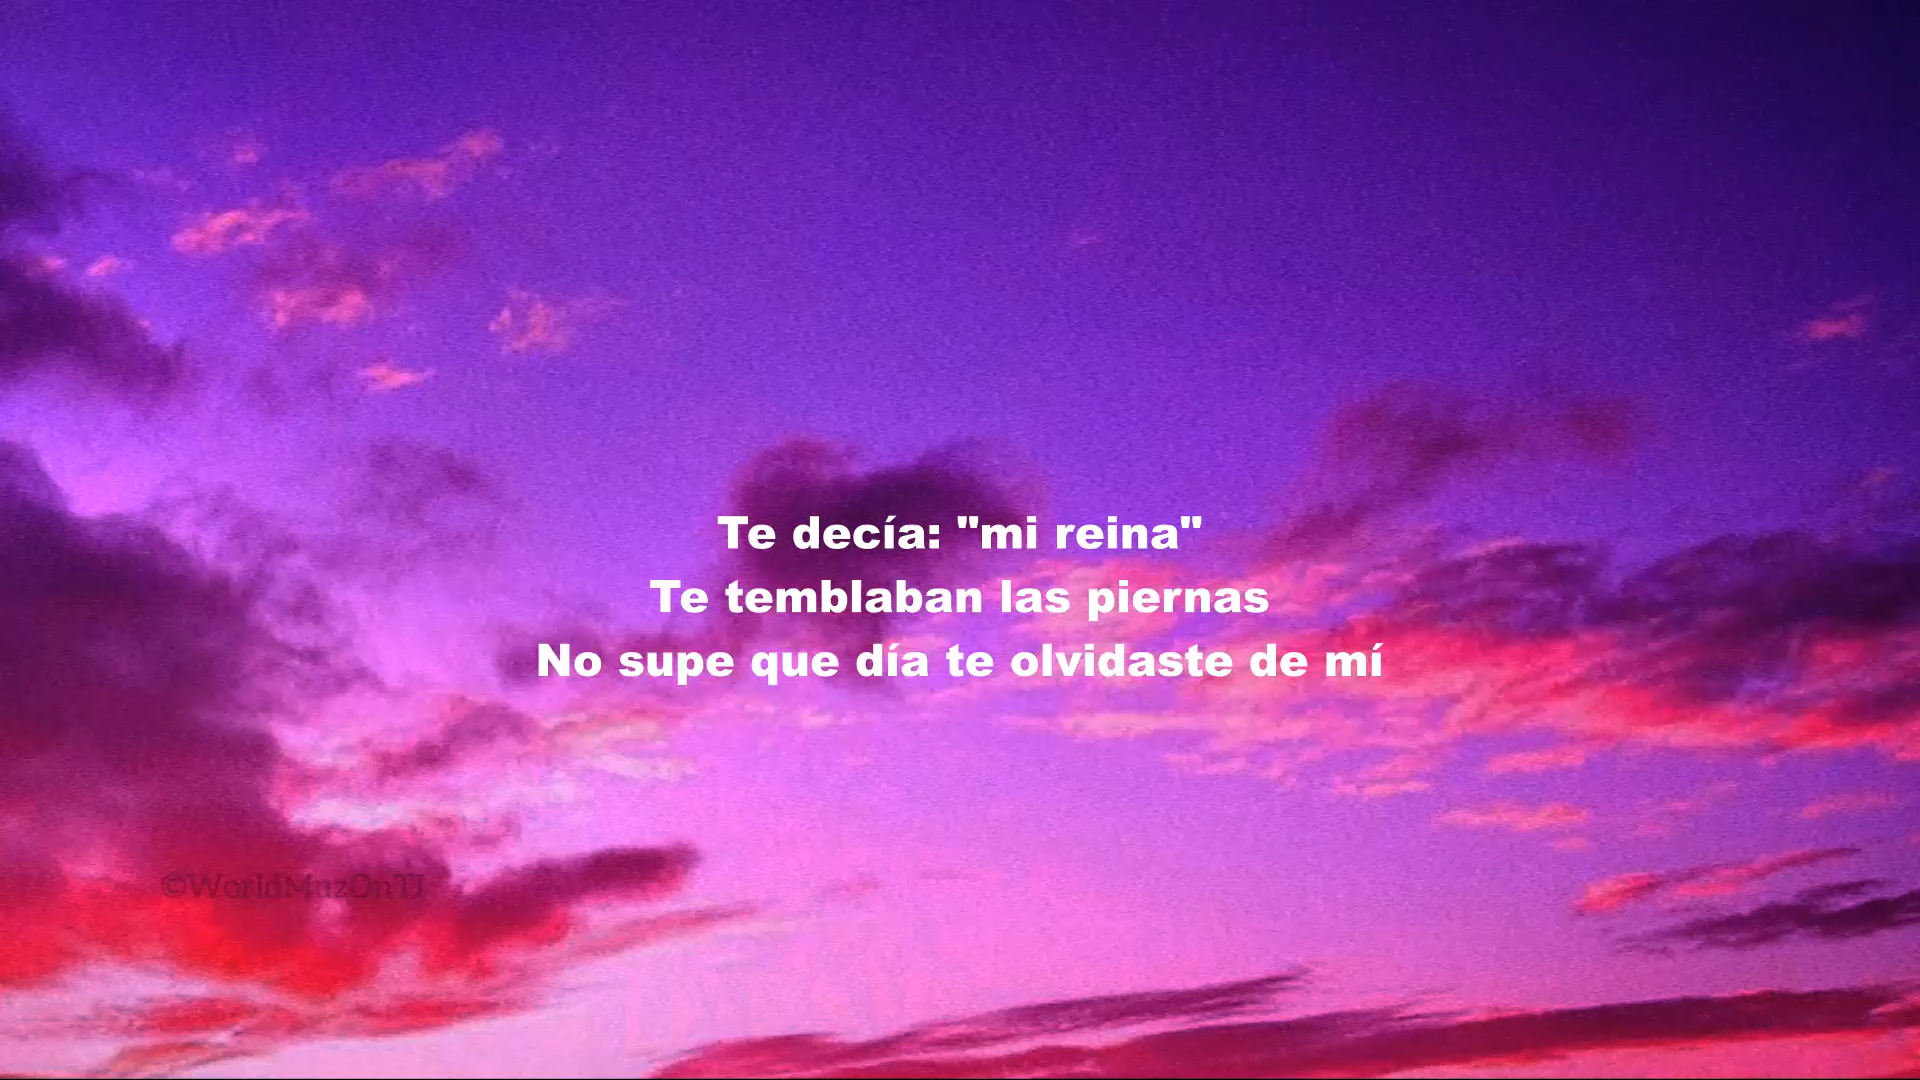 Te decía: "mi reina"
Te temblaban las piernas
No supe que día te olvidaste de mí
©WorldMuzOnTJ